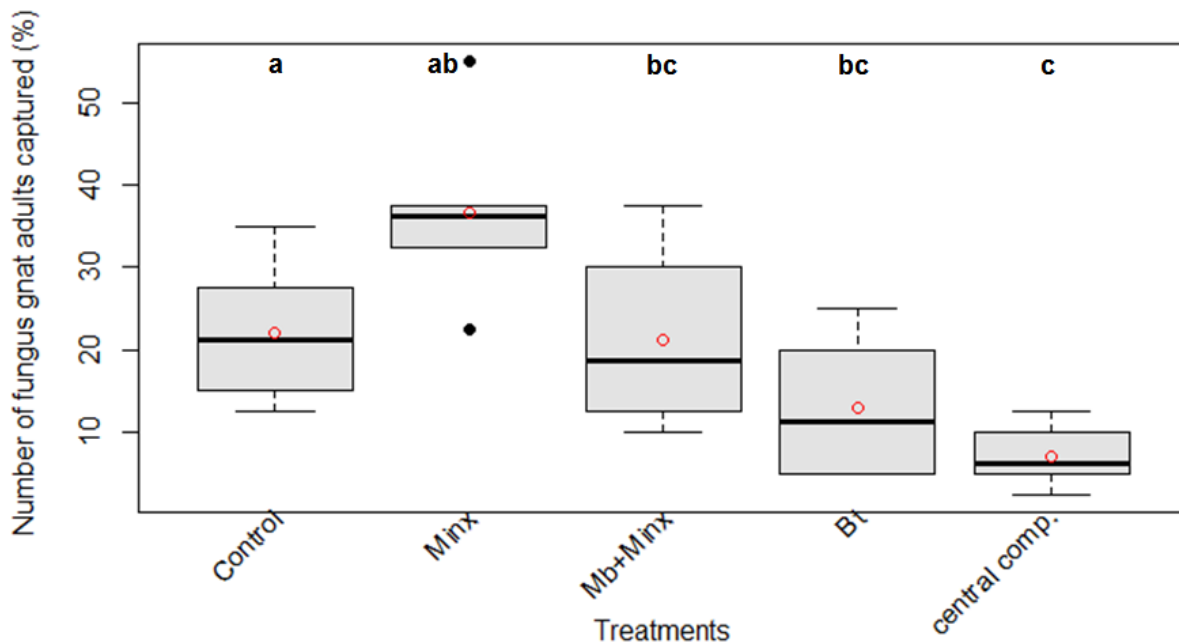 Number of fungus gnat adults captured (%)
a ab bc bc c
50
40
30
20
10
Control Minx Mb+Minx Bt central comp.
Treatments